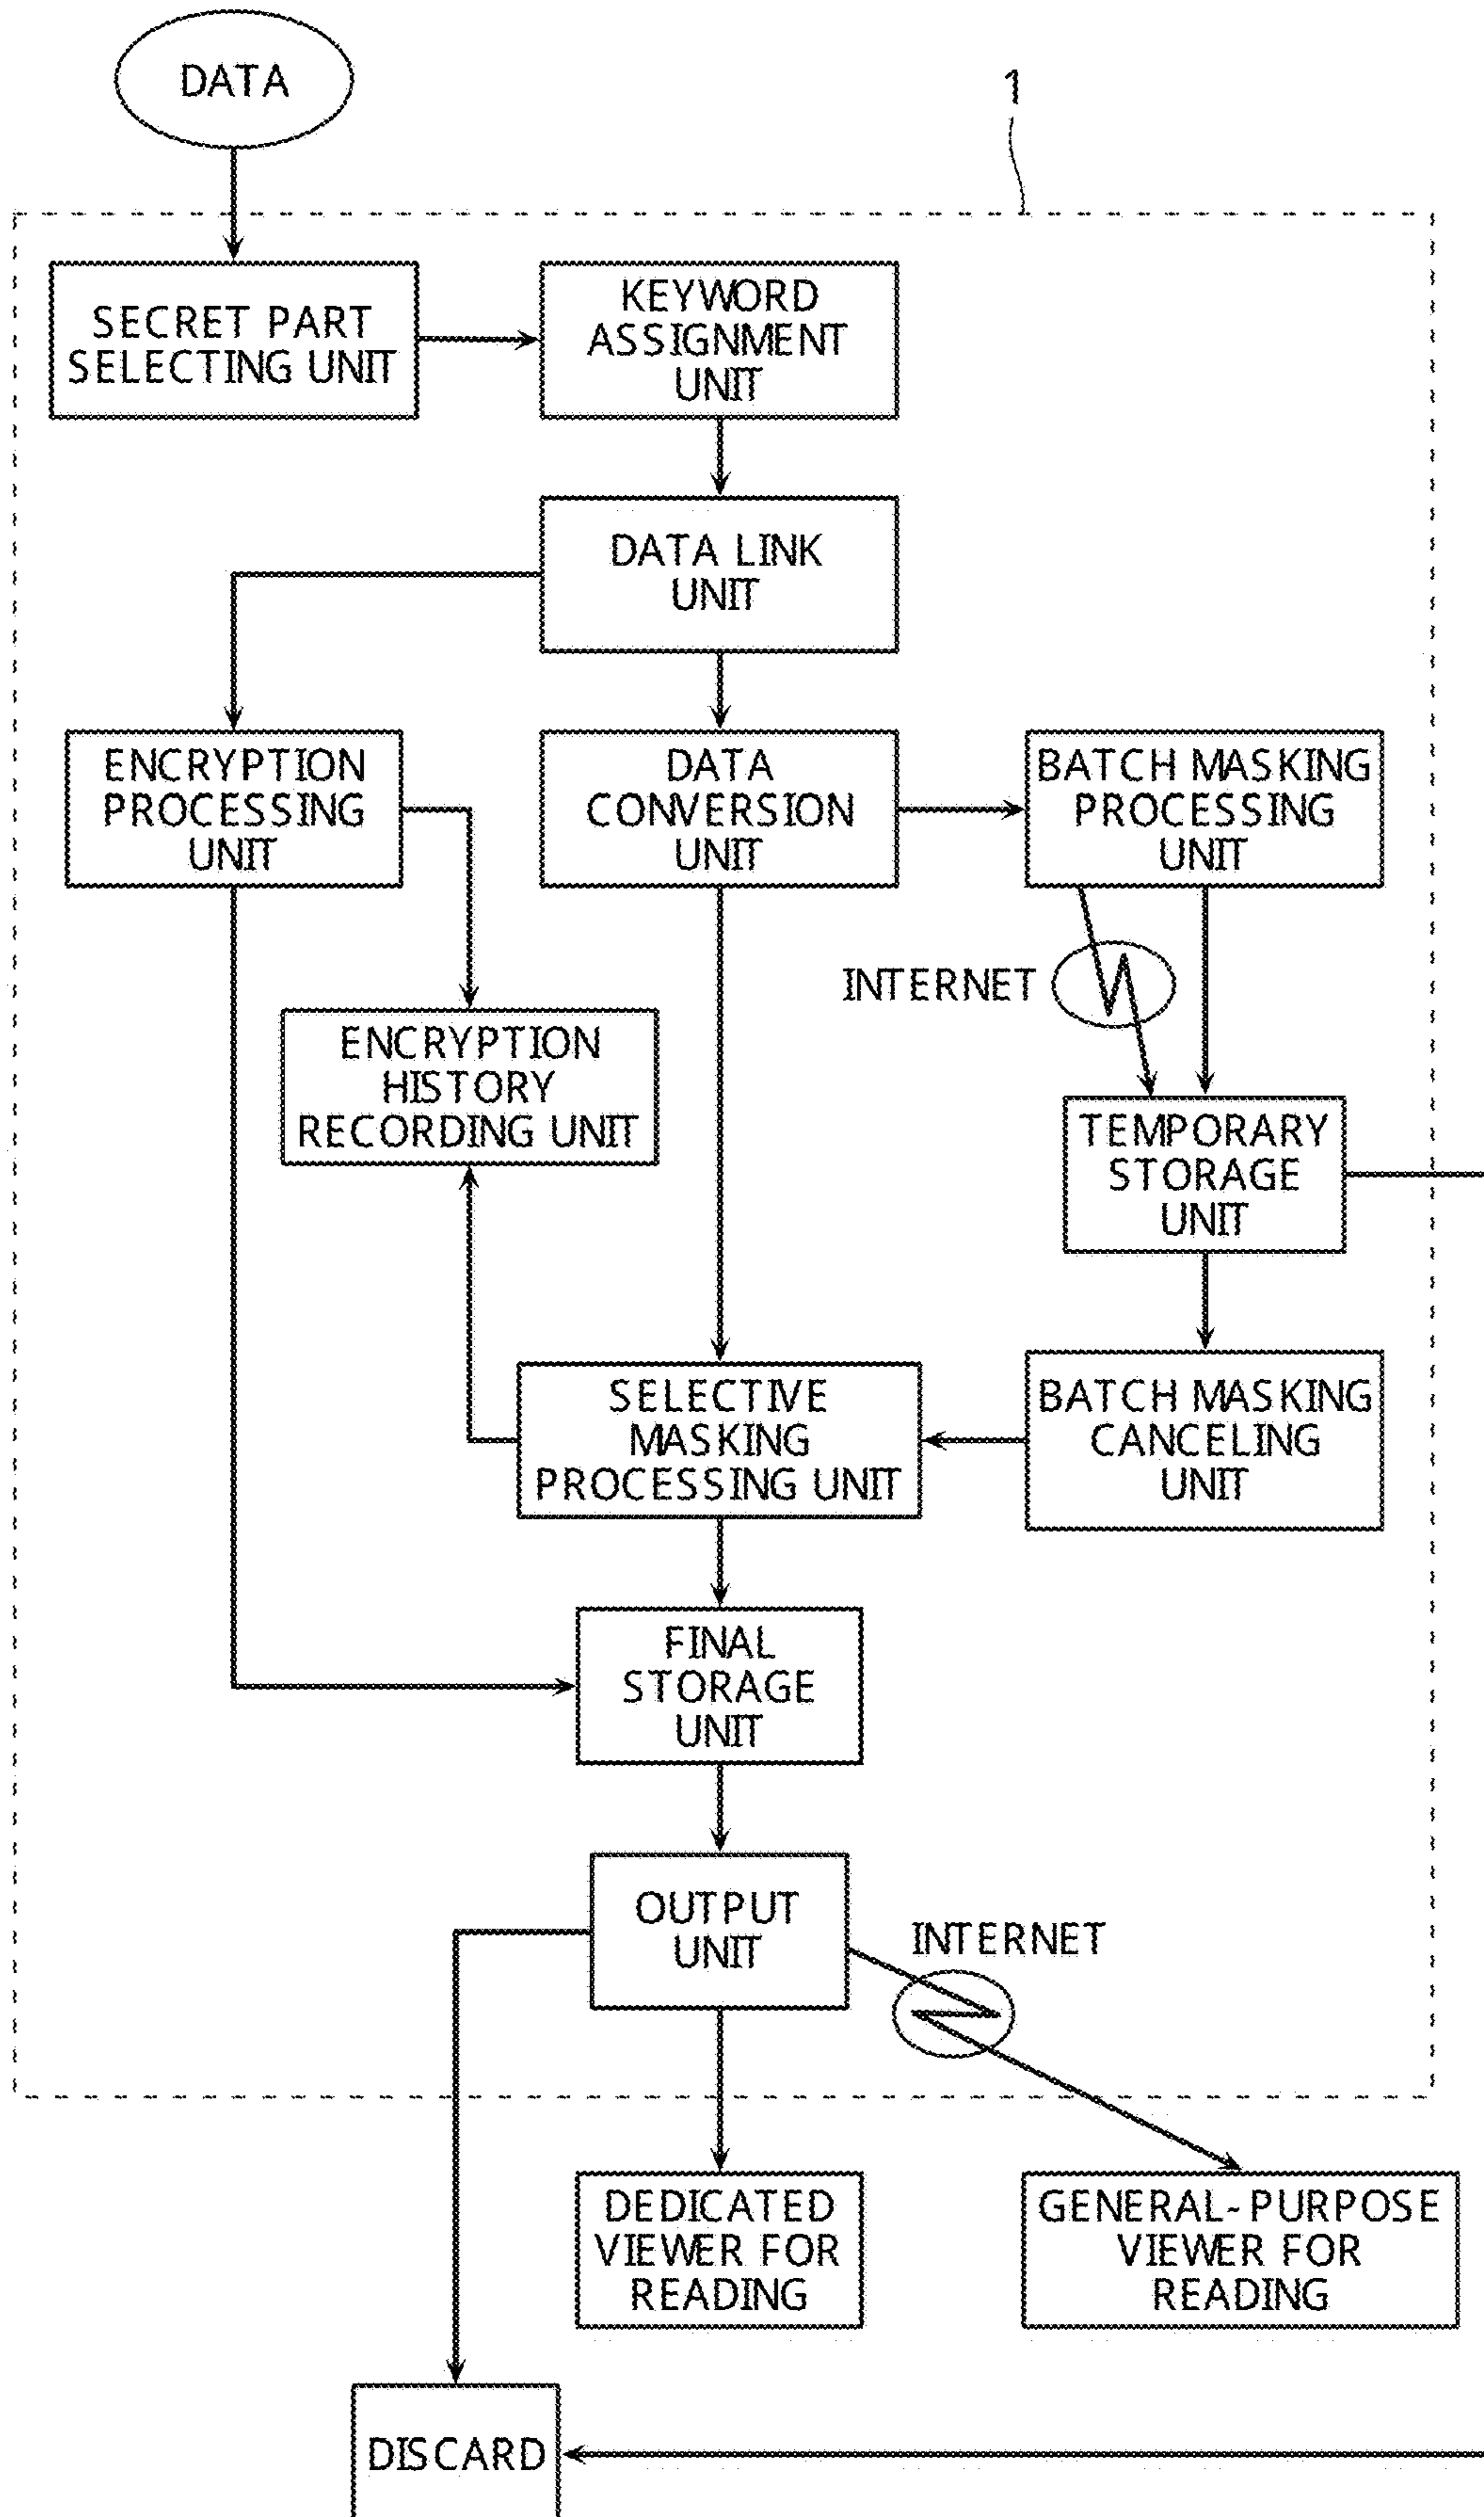 DATA
1
SECRET PART
SELECTING UNIT
KEYWORD
ASSIGNMENT
UNIT
DATA LINK
UNIT
ENCRYPTION
PROCESSING
UNIT
DATA
CONVERSION
UNIT
BATCH MASKING
PROCESSING
UNIT
INTERNET
ENCRYPTION
HISTORY
RECORDING UNIT
TEMPORARY
STORAGE
UNIT
SELECTIVE
MASKING
PROCESSING UNIT
BATCH MASKING
CANCELING
UNIT
FINAL
STORAGE
UNIT
OUTPUT
UNIT
INTERNET
DEDICATED
VIEWER FOR
READING
GENERAL-PURPOSE
VIEWER FOR
READING
DISCARD